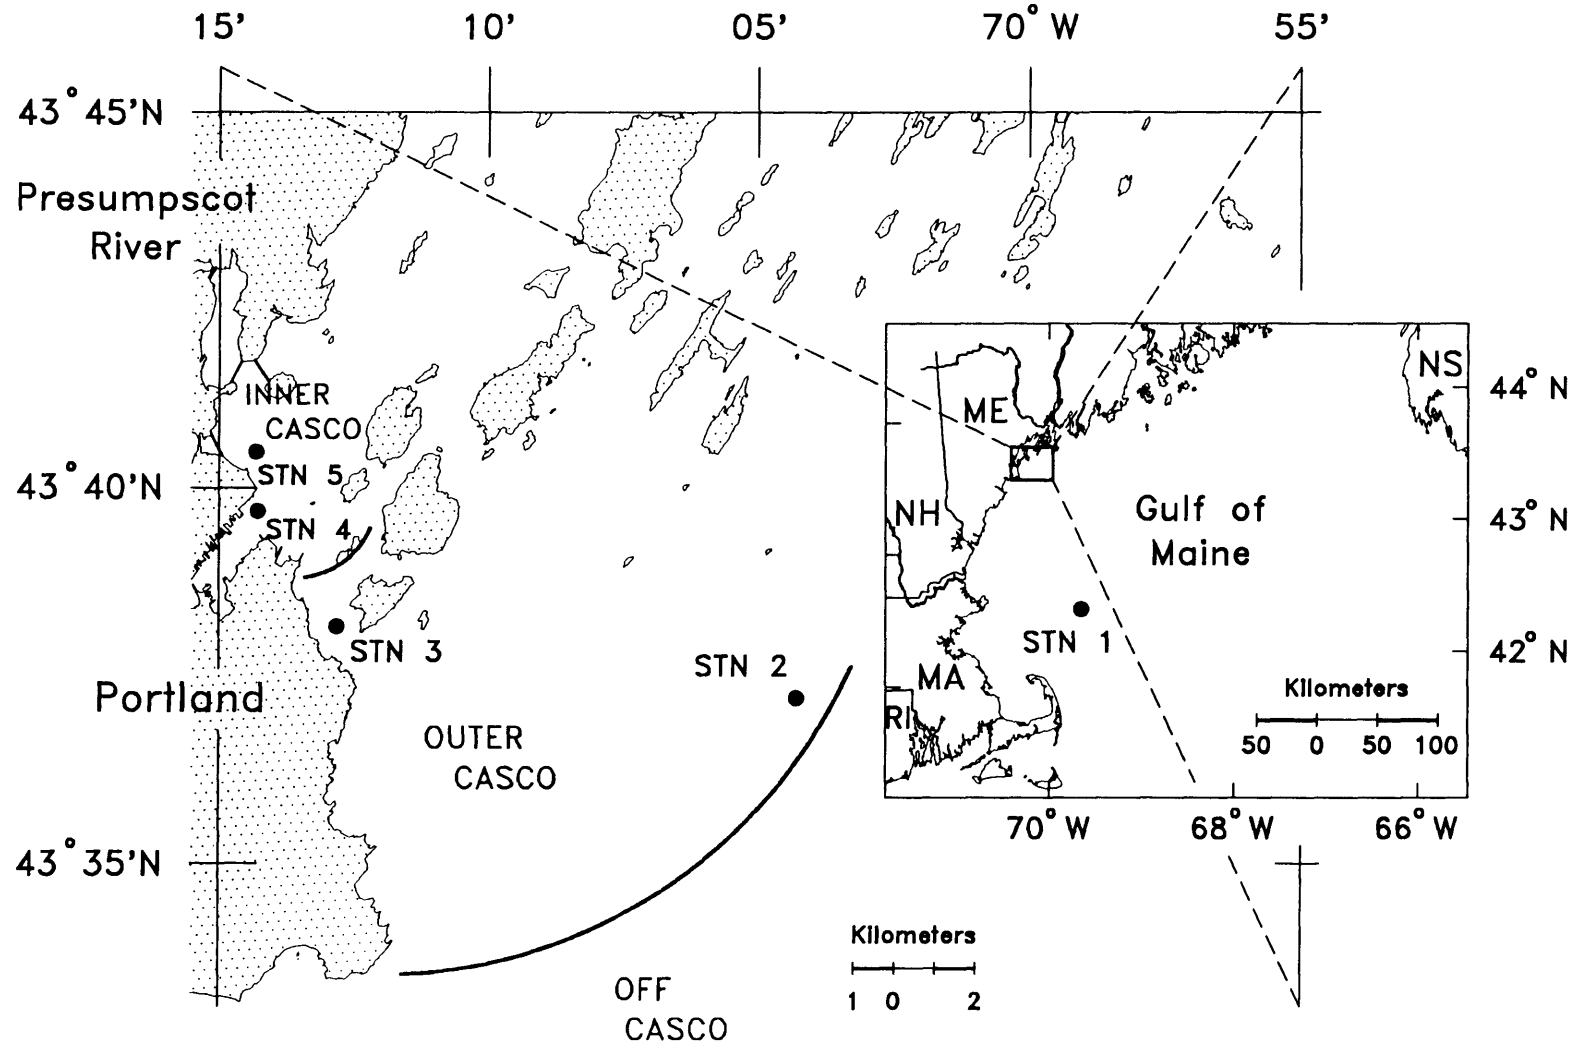 15' 10' 05' 70° W 55'
43° 45'N
Presumpscot
River
INNER
CASCO
STN 5
43° 40'N
STN 4
STN 3
STN 2
Portland
OUTER
CASCO
43° 35'N
OFF
CASCO
Kilometers
1 0 2
NS
44° N
ME
NH
Gulf of
Maine
43° N
STN 1
42° N
MA
RI
Kilometers
50 0 50 100
70° W 68° W 66° W